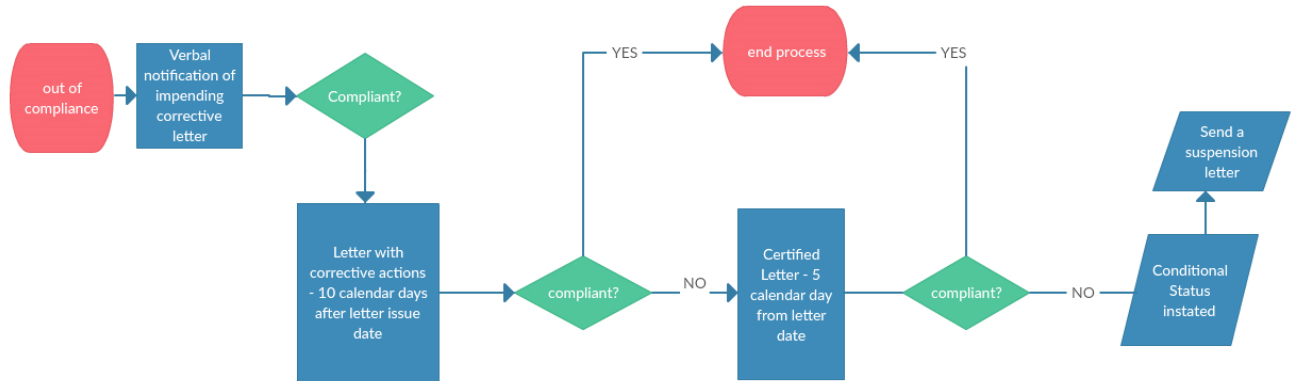 out of
compliance
Verbal
notification of
impending
corrective
letter
Compliant?
Letter with
corrective actions
- 10 calendar days
after letter issue
date
compliant?
YES
end process
NO
Certified
Letter - 5
calendar day
from letter
date
compliant?
YES
NO
Conditional
Status
instated
Send a
suspension
letter